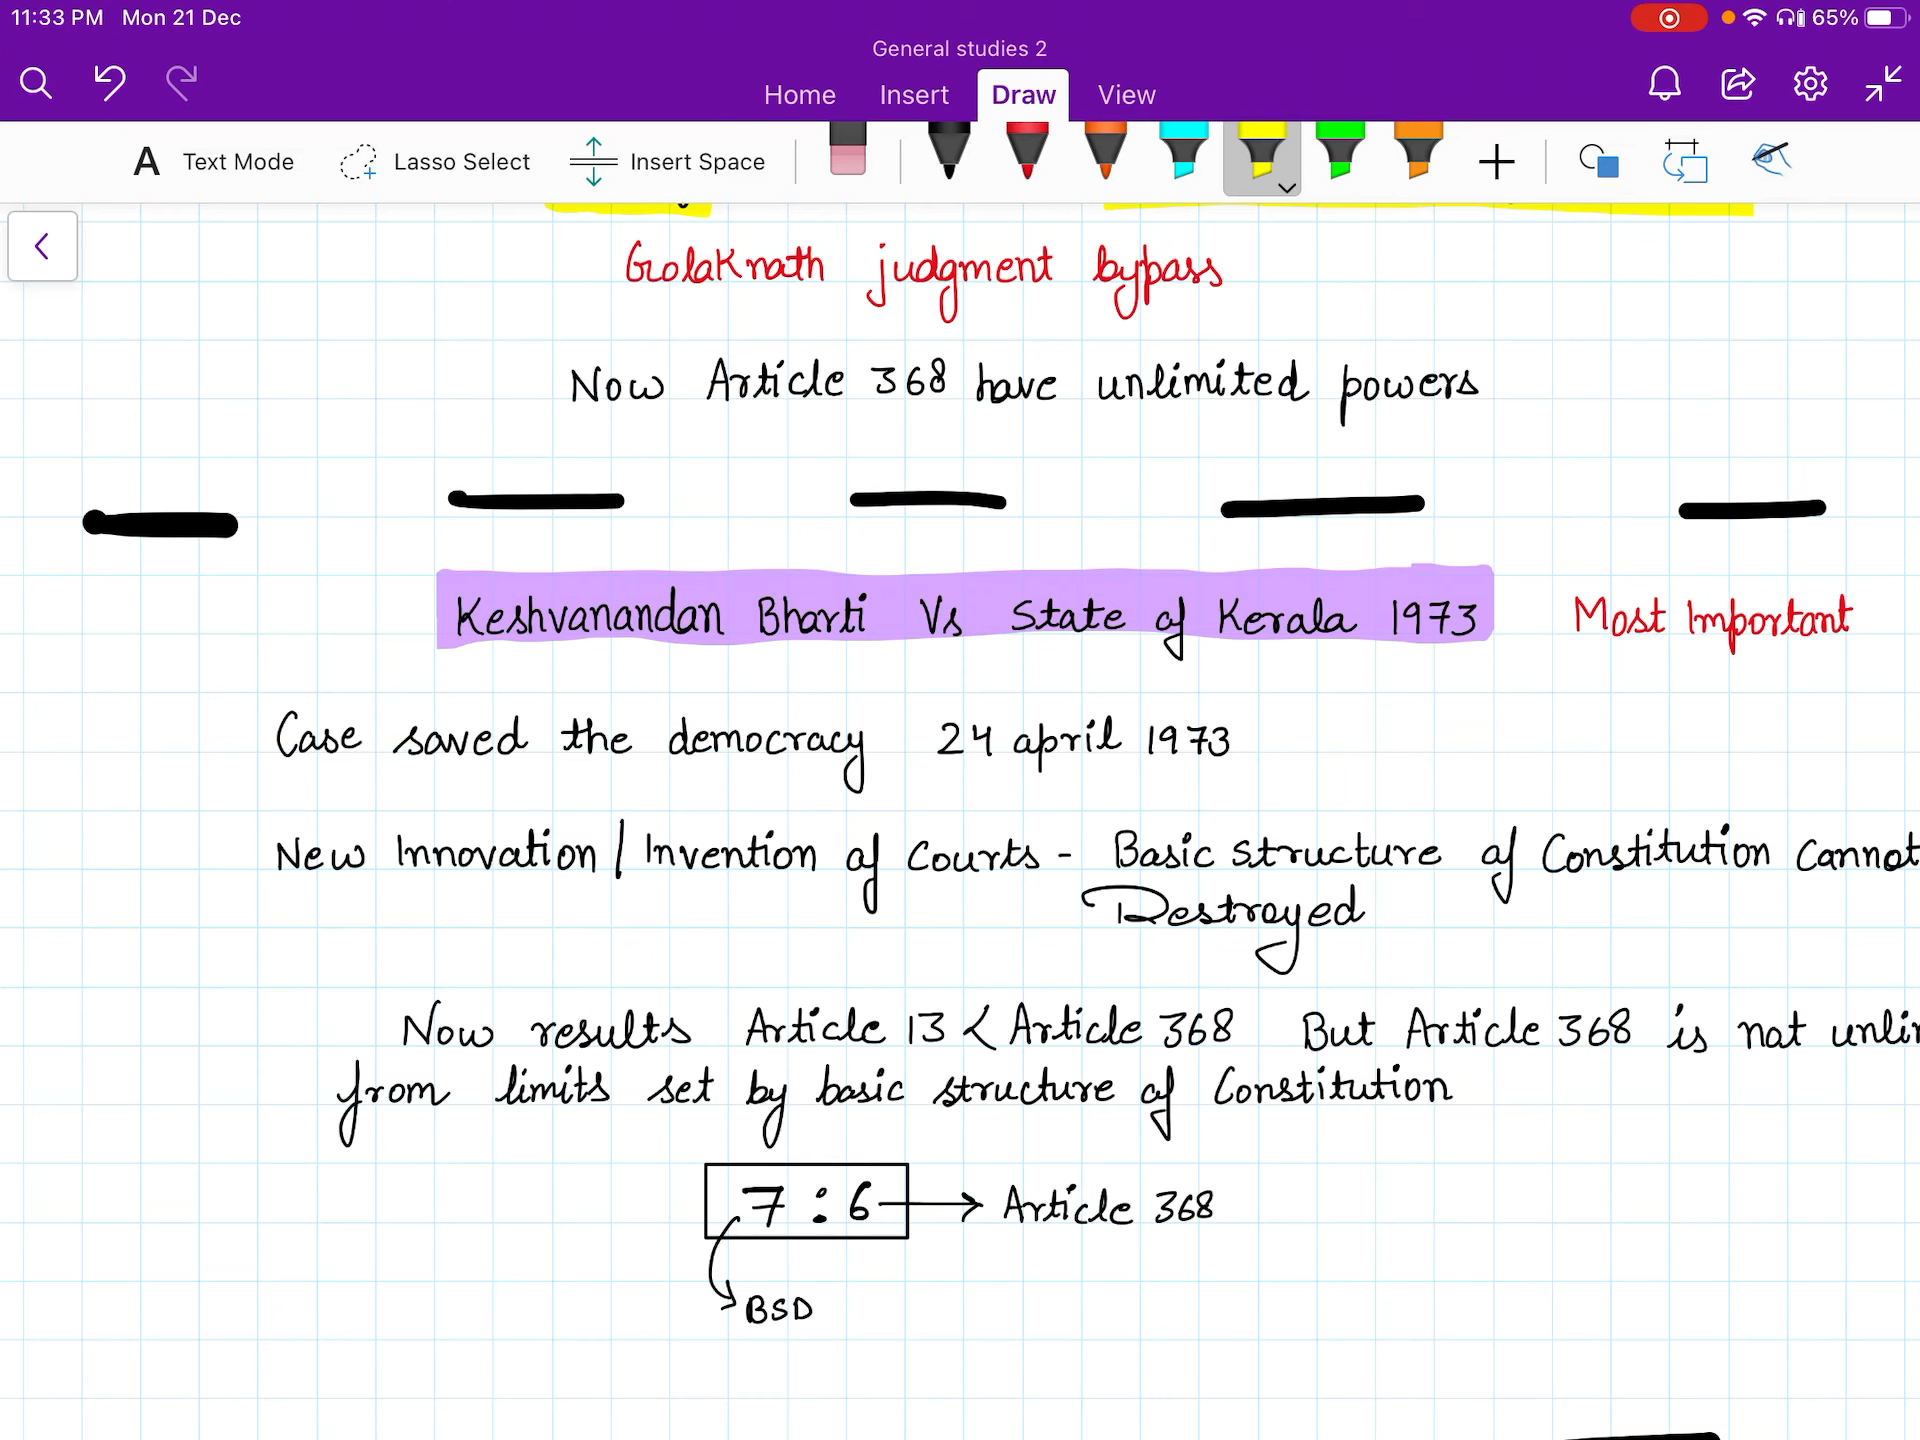 11:33 PM Mon 21 Dec 65%
General studies 2
Home Insert Draw View
A Text Mode Lasso Select Insert Space
Golaknath judgment bypass
Now Article 368 have unlimited powers
Keshvanandan Bharti Vs State of Kerala 1973 Most Important
Case saved the democracy 24 april 1973
New Innovation / Invention of Courts - Basic structure of Constitution Cannot
Destroyed
Now results Article 13 < Article 368 But Article 368 is not unli
from limits set by basic structure of Constitution
7 : 6 → Article 368
BSD